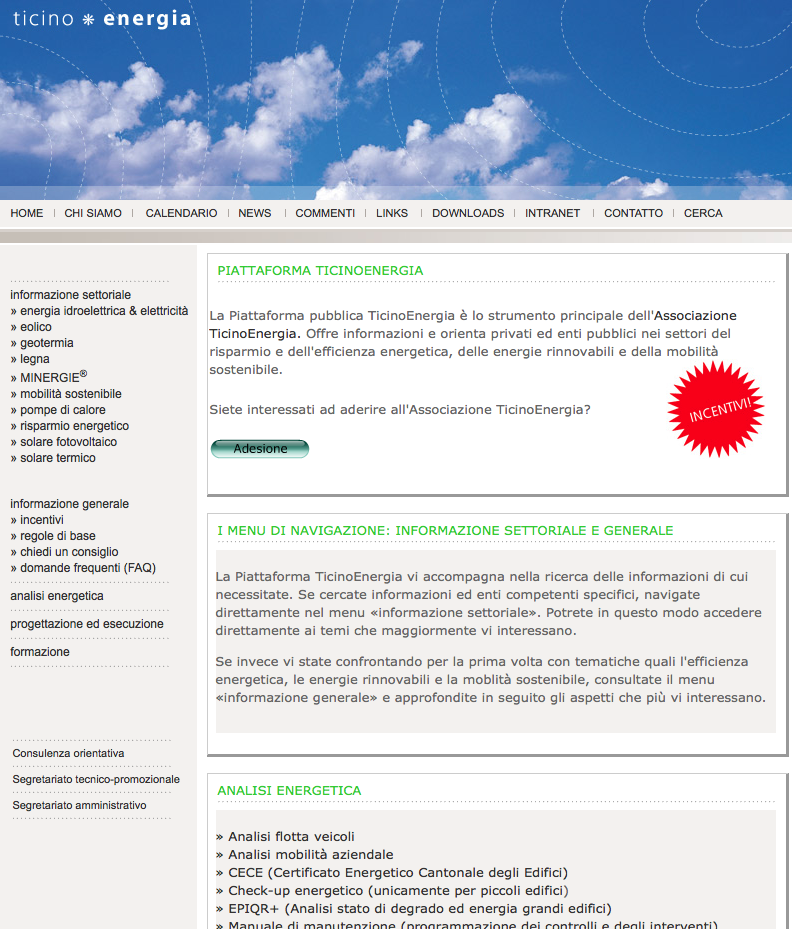 ticino ⁕ energia
HOME | CHI SIAMO | CALENDARIO | NEWS | COMMENTI | LINKS | DOWNLOADS | INTRANET | CONTATTO | CERCA
informazione settoriale
» energia idroelettrica & elettricità
» eolico
» geotermia
» legna
» MINERGIE®
» mobilità sostenibile
» pompe di calore
» risparmio energetico
» solare fotovoltaico
» solare termico
informazione generale
» incentivi
» regole di base
» chiedi un consiglio
» domande frequenti (FAQ)
analisi energetica
progettazione ed esecuzione
formazione
Consulenza orientativa
Segretariato tecnico-promozionale
Segretariato amministrativo
PIATTAFORMA TICINOENERGIA
La Piattaforma pubblica TicinoEnergia è lo strumento principale dell'Associazione
TicinoEnergia. Offre informazioni e orienta privati ed enti pubblici nei settori del
risparmio e dell'efficienza energetica, delle energie rinnovabili e della mobilità
sostenibile.
Siete interessati ad aderire all'Associazione TicinoEnergia?
INCENTIVI!
Adesione
I MENU DI NAVIGAZIONE: INFORMAZIONE SETTORIALE E GENERALE
La Piattaforma TicinoEnergia vi accompagna nella ricerca delle informazioni di cui
necessitate. Se cercate informazioni ed enti competenti specifici, navigate
direttamente nel menu «informazione settoriale». Potrete in questo modo accedere
direttamente ai temi che maggiormente vi interessano.
Se invece vi state confrontando per la prima volta con tematiche quali l'efficienza
energetica, le energie rinnovabili e la moblità sostenibile, consultate il menu
«informazione generale» e approfondite in seguito gli aspetti che più vi interessano.
ANALISI ENERGETICA
» Analisi flotta veicoli
» Analisi mobilità aziendale
» CECE (Certificato Energetico Cantonale degli Edifici)
» Check-up energetico (unicamente per piccoli edifici)
» EPIQR+ (Analisi stato di degrado ed energia grandi edifici)
» Manuale di manutenzione (programmazione dei controlli e degli interventi)